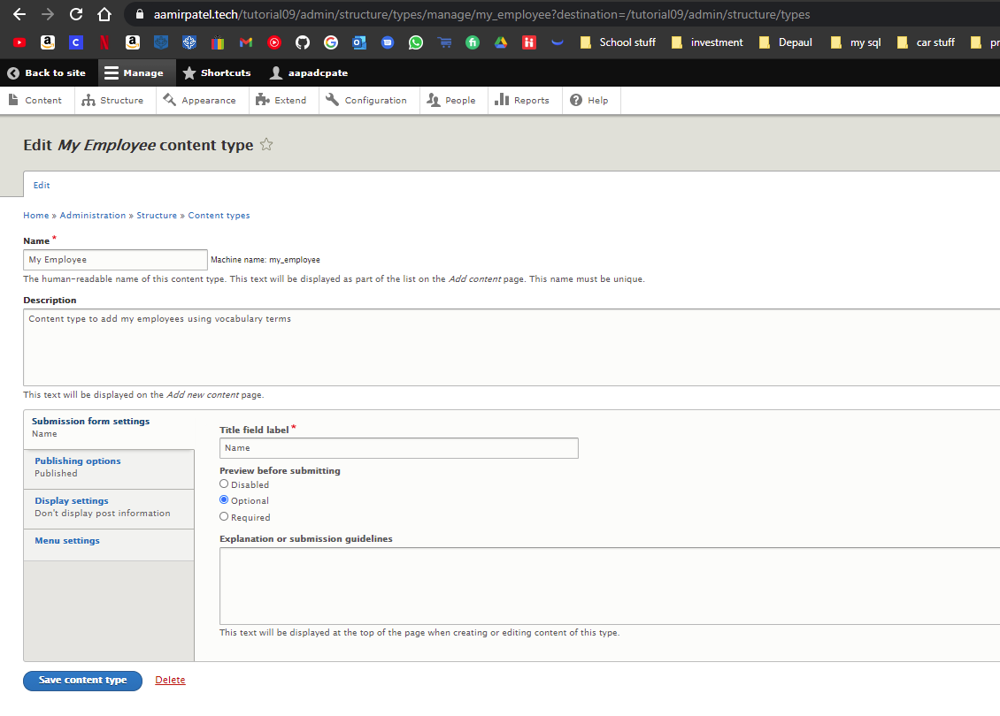 aamirpatel.tech/tutorial09/admin/structure/types/manage/my_employee?destination=/tutorial09/admin/structure/types
School stuff investment Depaul my sql car stuff
Back to site Manage Shortcuts aapadcpate
Content Structure Appearance Extend Configuration People Reports Help
Edit My Employee content type
Edit
Home » Administration » Structure » Content types
Name *
My Employee Machine name: my_employee
The human-readable name of this content type. This text will be displayed as part of the list on the Add content page. This name must be unique.
Description
Content type to add my employees using vocabulary terms
This text will be displayed on the Add new content page.
Submission form settings
Name
Publishing options
Published
Display settings
Don't display post information
Menu settings
Title field label *
Name
Preview before submitting
Disabled
Optional
Required
Explanation or submission guidelines
This text will be displayed at the top of the page when creating or editing content of this type.
Save content type Delete